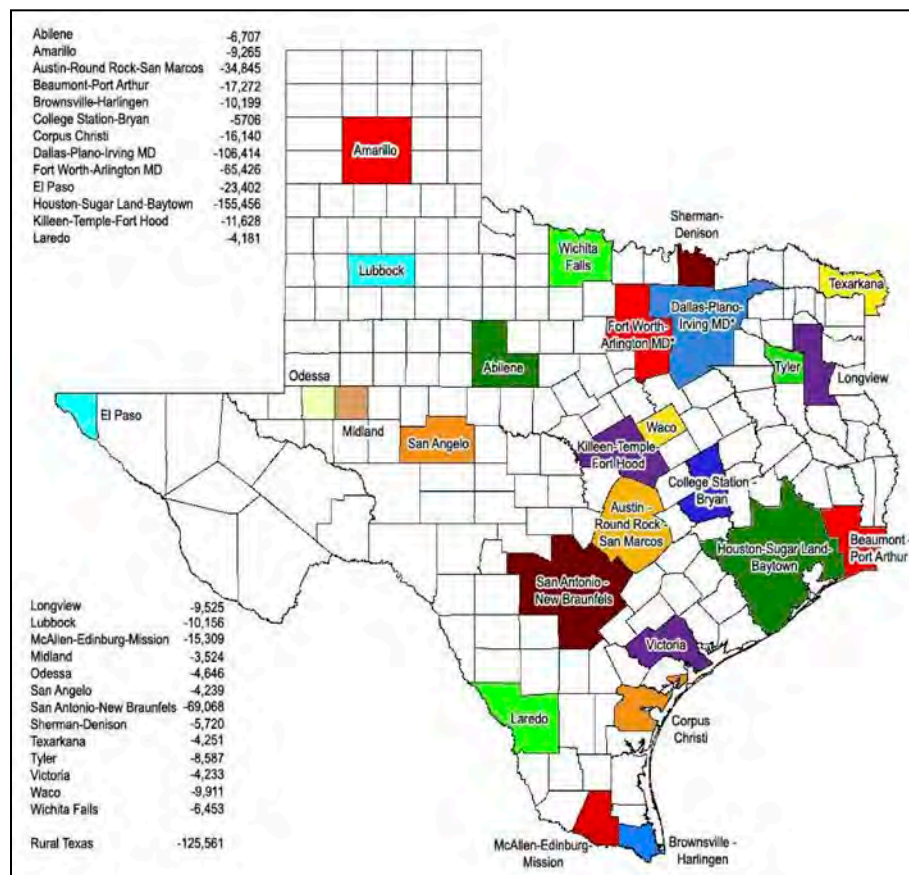 Abilene -6,707
Amarillo -9,265
Austin-Round Rock-San Marcos -34,845
Beaumont-Port Arthur -17,272
Brownsville-Harlingen -10,199
College Station-Bryan -5706
Corpus Christi -16,140
Dallas-Plano-Irving MD -106,414
Fort Worth-Arlington MD -65,426
El Paso -23,402
Houston-Sugar Land-Baytown -155,456
Killeen-Temple-Fort Hood -11,628
Laredo -4,181
Amarillo
Lubbock
Wichita
Falls
Sherman-
Denison
Texarkana
Dallas-Plano-
Irving MD*
Fort Worth-
Arlington MD*
Abilene
Tyler
Longview
Odessa
Midland
El Paso
San Angelo
Waco
Killeen-Temple-
Fort Hood
College Station
Bryan
Austin -
Round Rock -
San Marcos
Houston-Sugar Land-
Baytown
Beaumont -
Port Arthur
San Antonio -
New Braunfels
Victoria
Laredo
Corpus
Christi
McAllen-Edinburg-
Mission
Brownsville -
Harlingen
Longview -9,525
Lubbock -10,156
McAllen-Edinburg-Mission -15,309
Midland -3,524
Odessa -4,646
San Angelo -4,239
San Antonio-New Braunfels -69,068
Sherman-Denison -5,720
Texarkana -4,251
Tyler -8,587
Victoria -4,233
Waco -9,911
Wichita Falls -6,453
Rural Texas -125,561